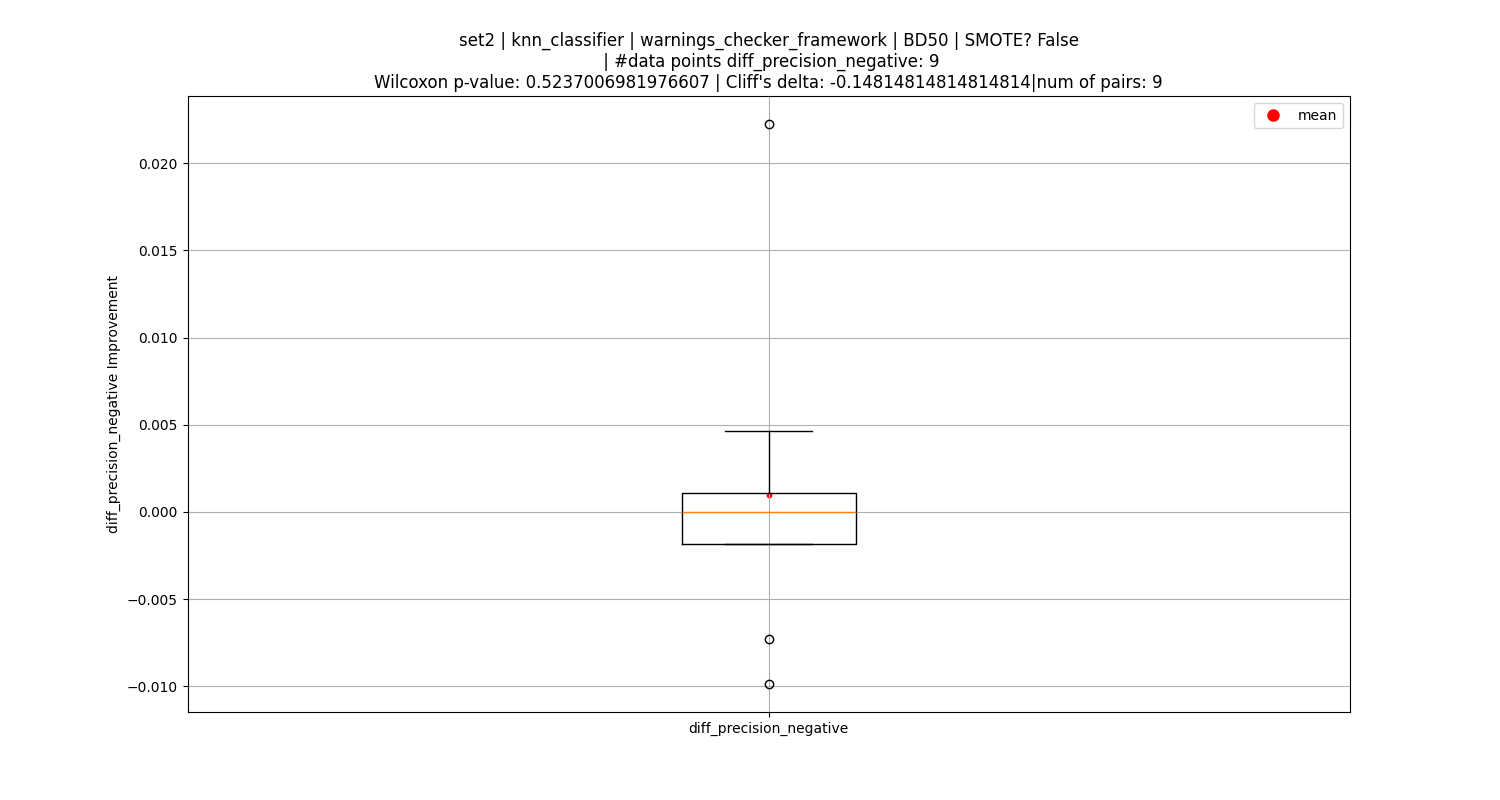 set2 | knn_classifier | warnings_checker_framework | BD50 | SMOTE? False
| #data points diff_precision_negative: 9
Wilcoxon p-value: 0.5237006981976607 | Cliff's delta: -0.14814814814814814|num of pairs: 9
mean
0.020
0.015
0.010
0.005
0.000
−0.005
−0.010
diff_precision_negative Improvement
diff_precision_negative